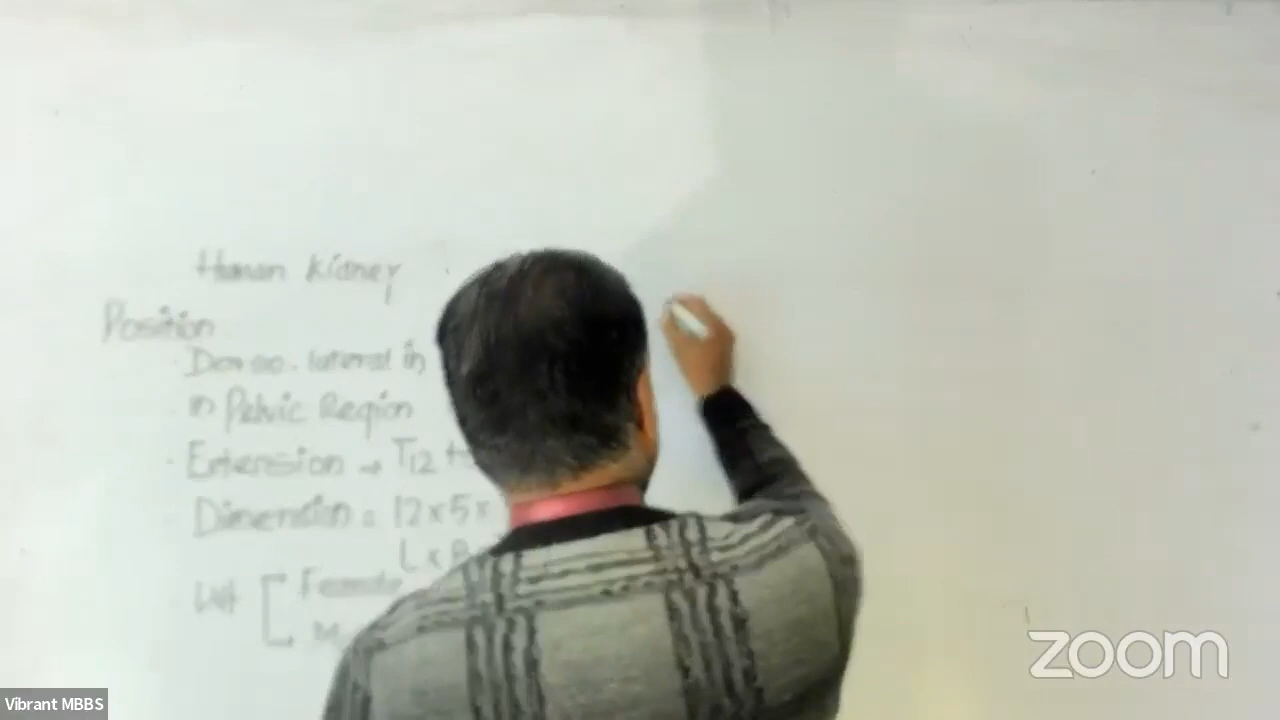 Human Kidney
Position
· Dorso. lateral in
· in Pelvic Region
· Extension → T12 t
Dimension = 12 x 5 x
L x B
Wt [ Female
M
zoom
Vibrant MBBS